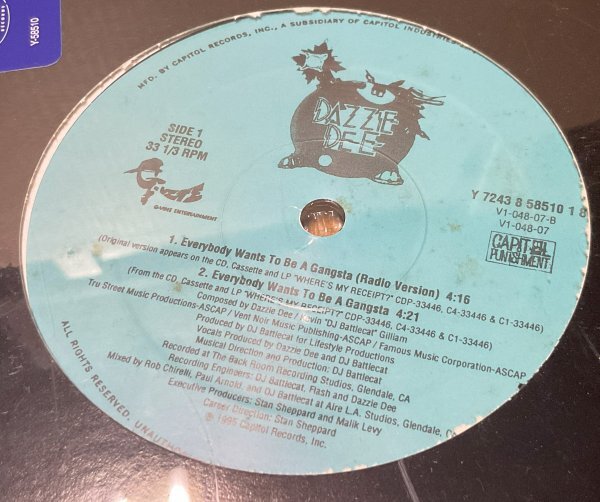 RECORDS
Y-58510
MFD. BY CAPITOL RECORDS, INC., A SUBSIDIARY OF CAPITOL INDUSTRIES
DAZZIE
DEE
SIDE 1
STEREO
33 1/3 RPM
G-VINE ENTERTAINMENT
Y 7243 8 58510 1 8
V1-048-07-B
V1-048-07
CAPITOL
PUNISHMENT
1. Everybody Wants To Be A Gangsta (Radio Version) 4:16
(Original version appears on the CD, Cassette and LP "WHERE'S MY RECEIPT?" CDP-33446, C4-33446 & C1-33446)
2. Everybody Wants To Be A Gangsta 4:21
(From the CD, Cassette and LP "WHERE'S MY RECEIPT?" CDP-33446, C4-33446 & C1-33446)
Tru Street Music Productions-ASCAP / Vent Noir Music Publishing-ASCAP / Famous Music Corporation-ASCAP
Composed by Dazzie Dee / Kevin "DJ Battlecat" Gilliam
Produced by DJ Battlecat for Lifestyle Productions
Vocals Produced by Dazzie Dee and DJ Battlecat
Musical Direction and Production: DJ Battlecat
Recorded at The Back Room Recording Studios, Glendale, CA
Recording Engineers: DJ Battlecat, Flash and Dazzie Dee
Mixed by Rob Chirelli, Paul Arnold, and DJ Battlecat at Aire L.A. Studios, Glendale, CA
Executive Producers: Stan Sheppard and Malik Levy
Career Direction: Stan Sheppard
℗ 1995 Capitol Records, Inc.
ALL RIGHTS RESERVED. UNAUTHO